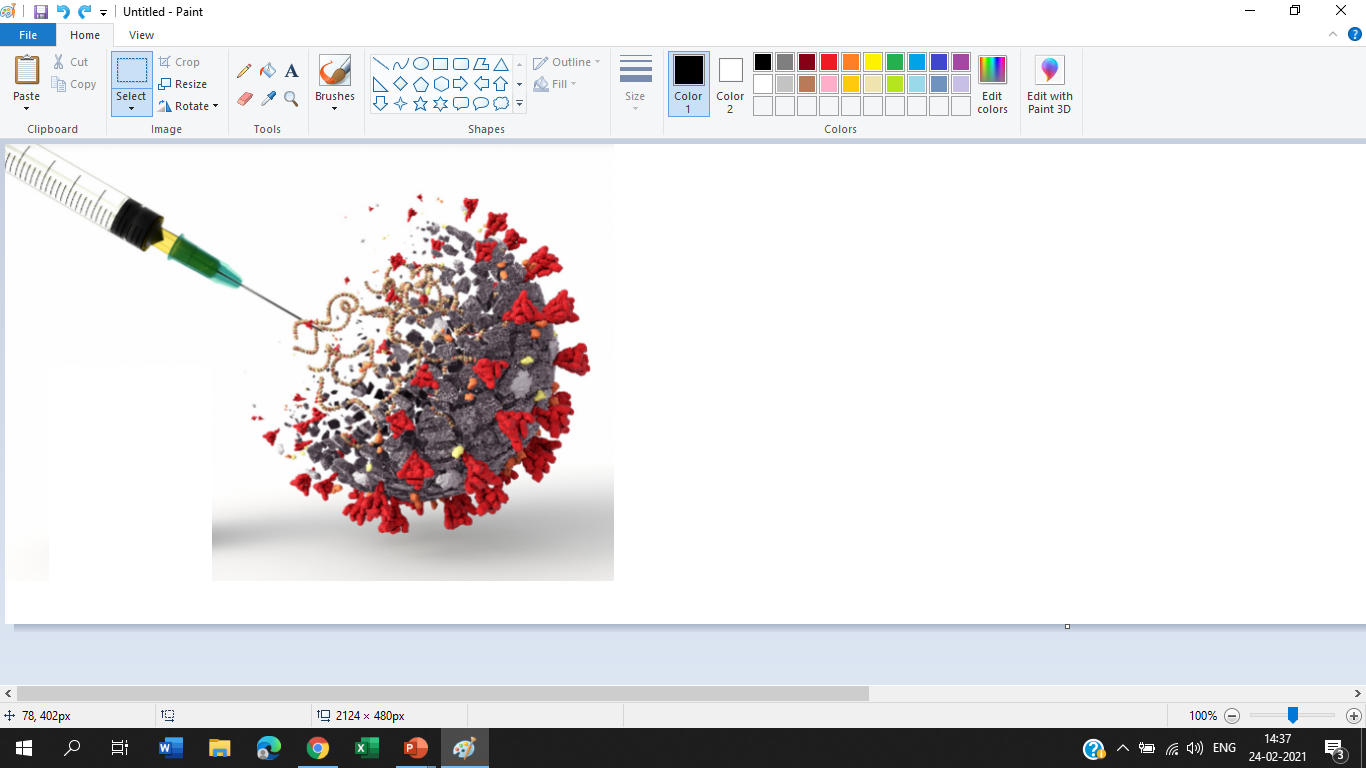 Untitled - Paint
File
Home
View
Paste
Cut
Copy
Clipboard
Select
Crop
Resize
Rotate
Image
Tools
Brushes
Outline
Fill
Shapes
Size
Color
1
Color
2
Colors
Edit
colors
Edit with
Paint 3D
78, 402px
2124 × 480px
100%
ENG
14:37
24-02-2021
3